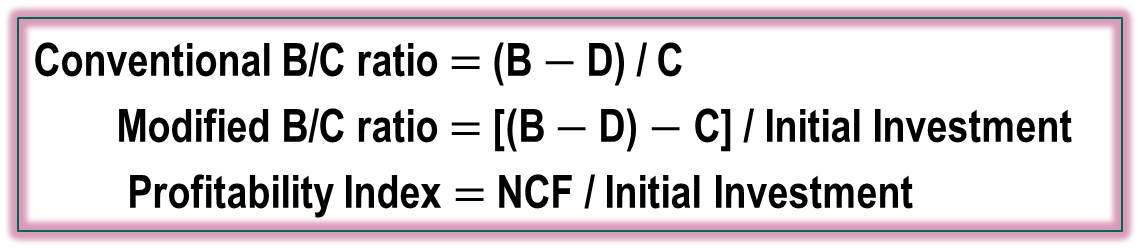 Conventional B/C ratio = (B − D) / C
Modified B/C ratio = [(B − D) − C] / Initial Investment
Profitability Index = NCF / Initial Investment